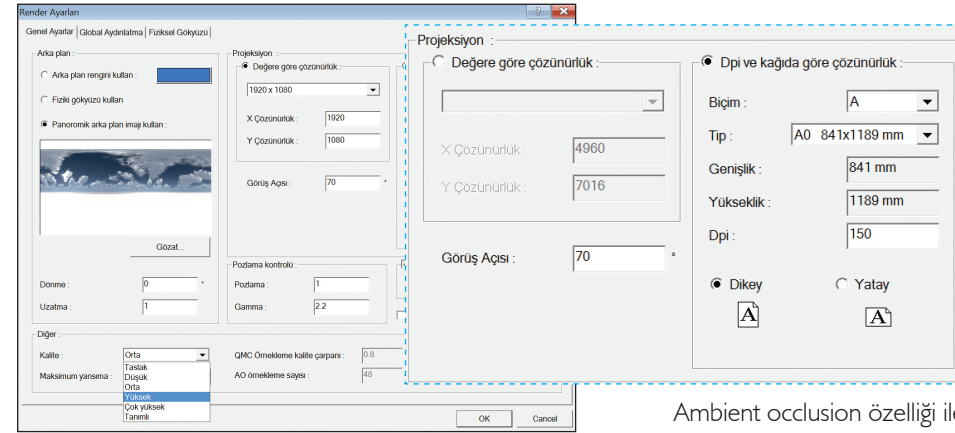 Render Ayarları
Genel Ayarlar Global Aydınlatma Fiziksel Gökyüzü
Arka plan :
Arka plan rengini kullan :
Fiziki gökyüzü kullan
Panoromik arka plan imajı kullan :
Gözat...
Dönme : 0 °
Uzatma : 1
Projeksiyon :
Değere göre çözünürlük :
1920 x 1080
X Çözünürlük : 1920
Y Çözünürlük : 1080
Görüş Açısı : 70 °
Pozlama kontrolü :
Pozlama : 1
Gamma : 2.2
Diğer :
Kalite : Orta
Taslak
Düşük
Orta
Yüksek
Çok yüksek
Tanımlı
Maksimum yansıma :
QMC Örnekleme kalite çarpanı : 0.8
AO örnekleme sayısı : 48
OK Cancel
Projeksiyon :
Değere göre çözünürlük :
X Çözünürlük : 4960
Y Çözünürlük : 7016
Görüş Açısı : 70 °
Dpi ve kağıda göre çözünürlük :
Biçim : A
Tip : A0 841x1189 mm
Genişlik : 841 mm
Yükseklik : 1189 mm
Dpi : 150
Dikey Yatay
A A
Ambient occlusion özelliği ile